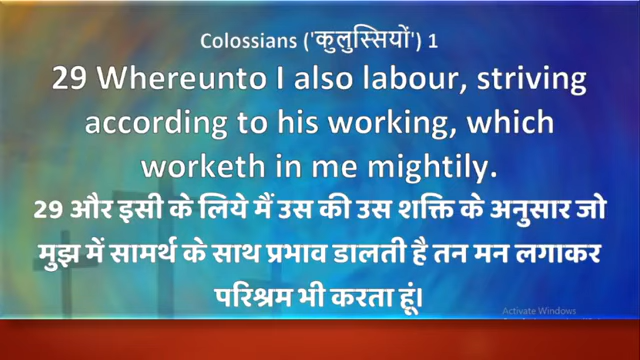 Colossians ('कुलुस्सियों') 1
29 Whereunto I also labour, striving
according to his working, which
worketh in me mightily.
29 और इसी के लिये मैं उस की उस शक्ति के अनुसार जो
मुझ में सामर्थ के साथ प्रभाव डालती है तन मन लगाकर
परिश्रम भी करता हूं।
Activate Windows